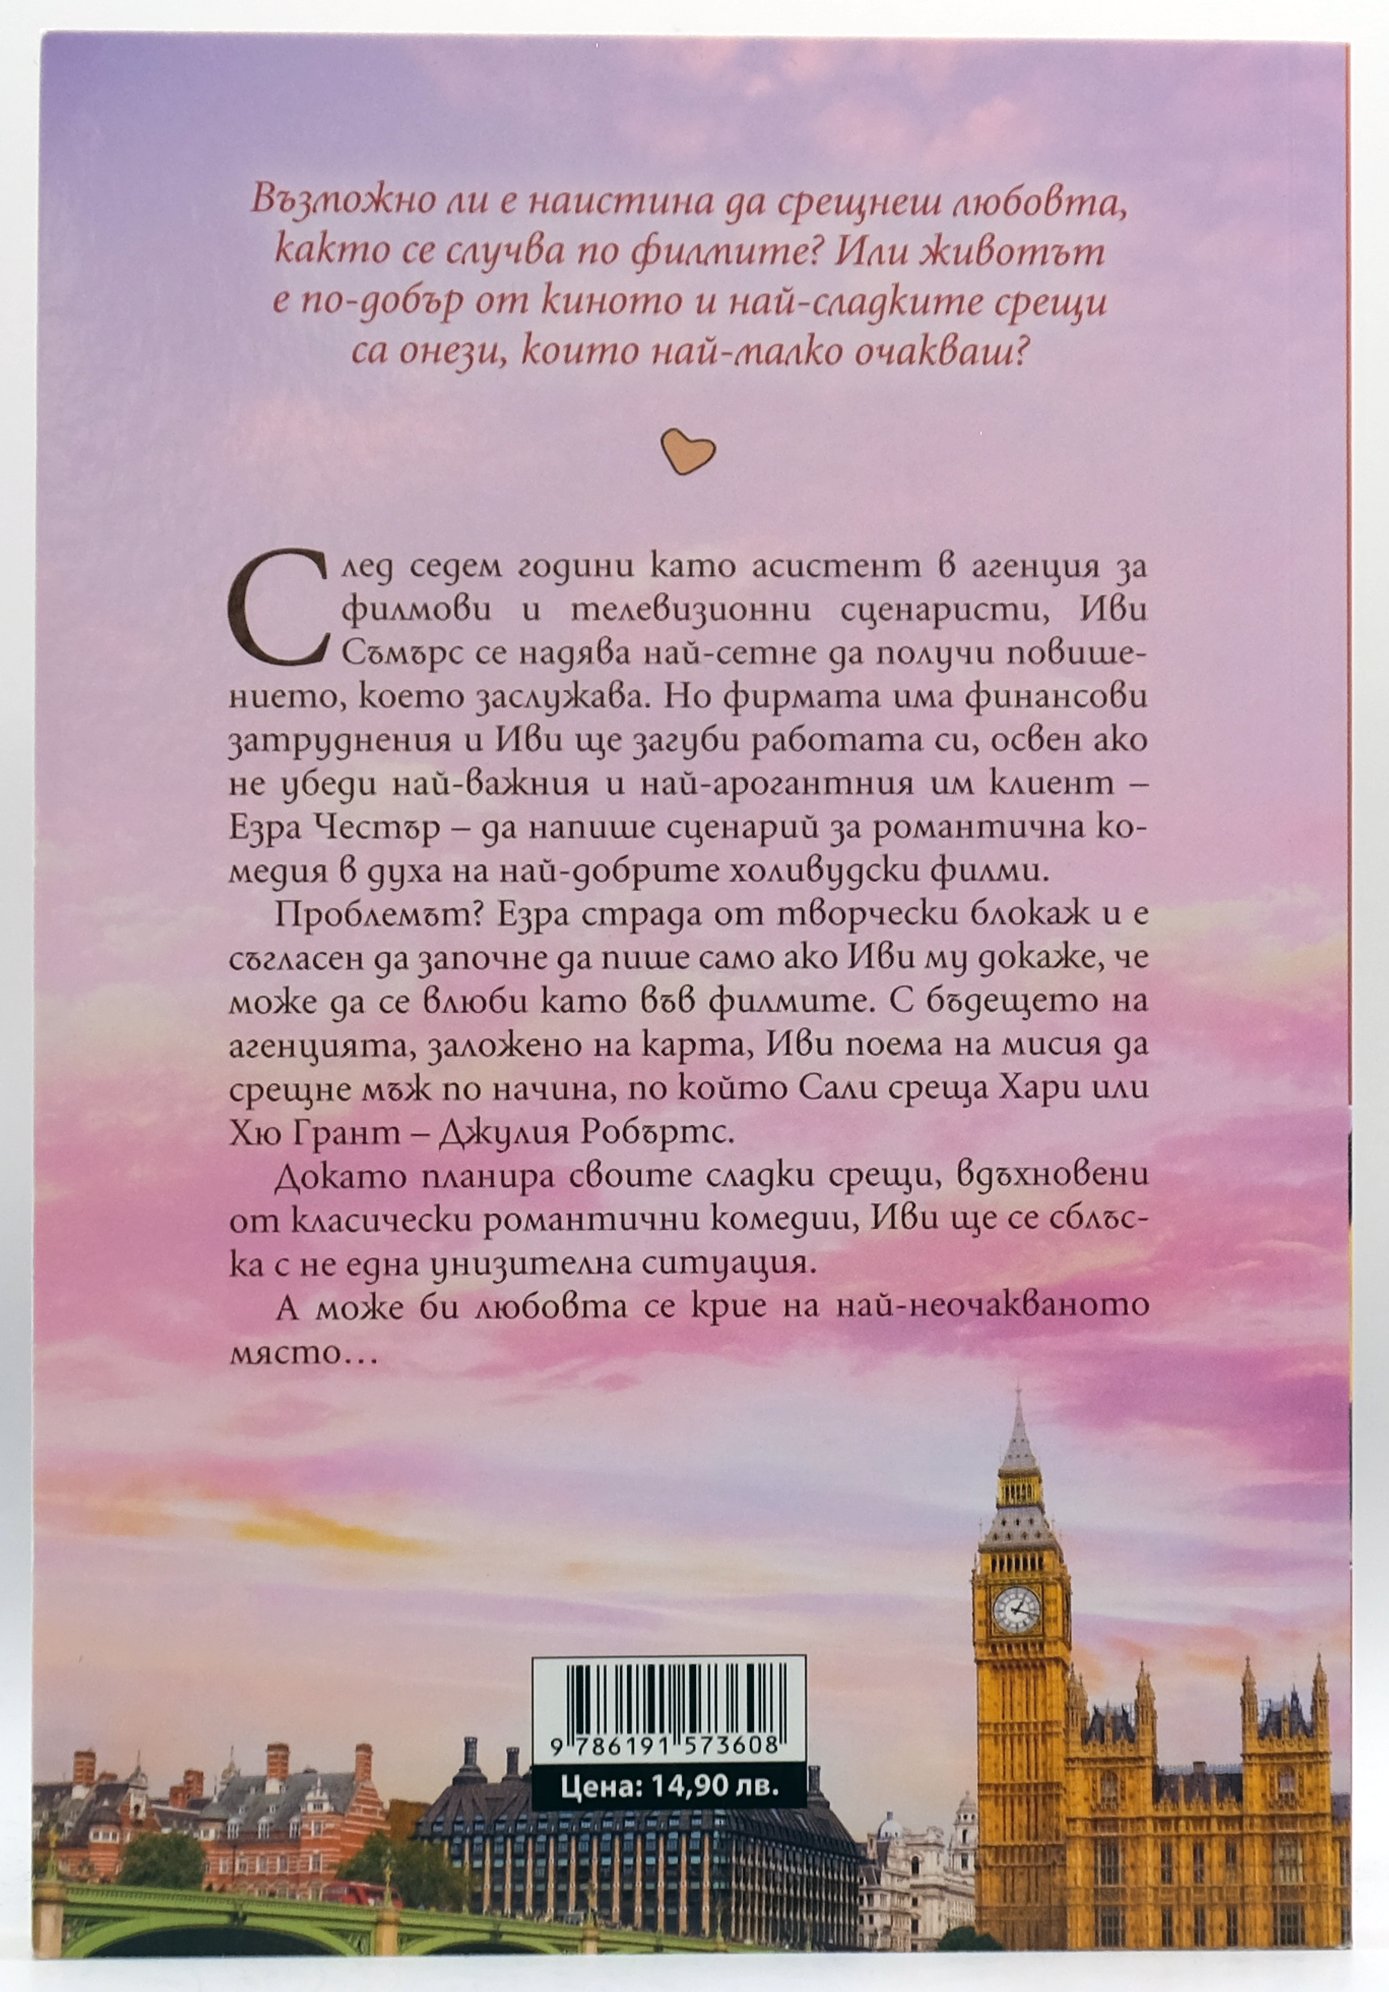 Възможно ли е наистина да срещнеш любовта,
както се случва по филмите? Или животът
е по-добър от киното и най-сладките срещи
са онези, които най-малко очакваш?
След седем години като асистент в агенция за
филмови и телевизионни сценаристи, Иви
Съмърс се надява най-сетне да получи повише-
нието, което заслужава. Но фирмата има финансови
затруднения и Иви ще загуби работата си, освен ако
не убеди най-важния и най-арогантния им клиент –
Езра Честър – да напише сценарий за романтична ко-
медия в духа на най-добрите холивудски филми.
Проблемът? Езра страда от творчески блокаж и е
съгласен да започне да пише само ако Иви му докаже, че
може да се влюби като във филмите. С бъдещето на
агенцията, заложено на карта, Иви поема на мисия да
срещне мъж по начина, по който Сали среща Хари или
Хю Грант – Джулия Робъртс.
Докато планира своите сладки срещи, вдъхновени
от класически романтични комедии, Иви ще се сблъс-
ка с не една унизителна ситуация.
А може би любовта се крие на най-неочакваното
място...
9 786191 573608
Цена: 14,90 лв.